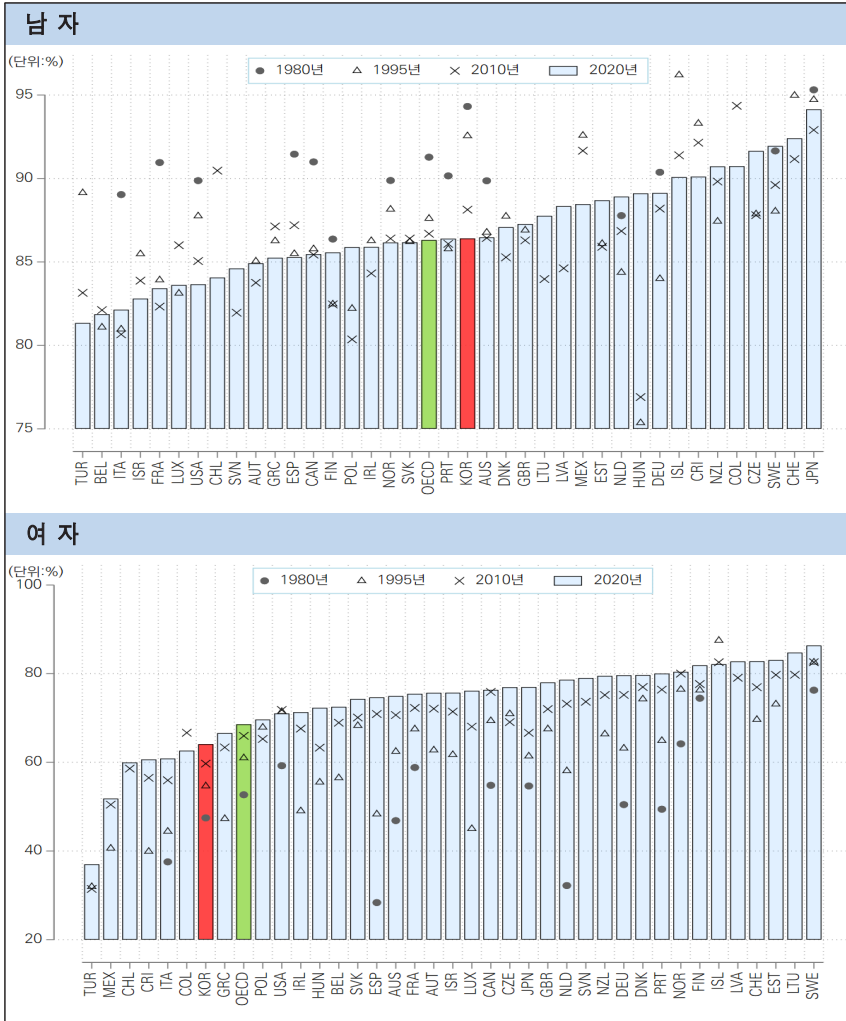 남 자
(단위:%)
● 1980년 △ 1995년 × 2010년 2020년
95
90
85
80
75
TUR BEL ITA ISR FRA LUX USA CHL SVN AUT GRC ESP CAN FIN POL IRL NOR SVK OECD PRT KOR AUS DNK GBR LTU LVA MEX EST NLD HUN DEU ISL CRI NZL COL CZE SWE CHE JPN
여 자
(단위:%)
● 1980년 △ 1995년 × 2010년 2020년
100
80
60
40
20
TUR MEX CHL CRI ITA COL KOR GRC OECD POL USA IRL HUN BEL SVK ESP AUS FRA AUT ISR LUX CAN CZE JPN GBR NLD SVN NZL DEU DNK PRT NOR FIN ISL LVA CHE EST LTU SWE